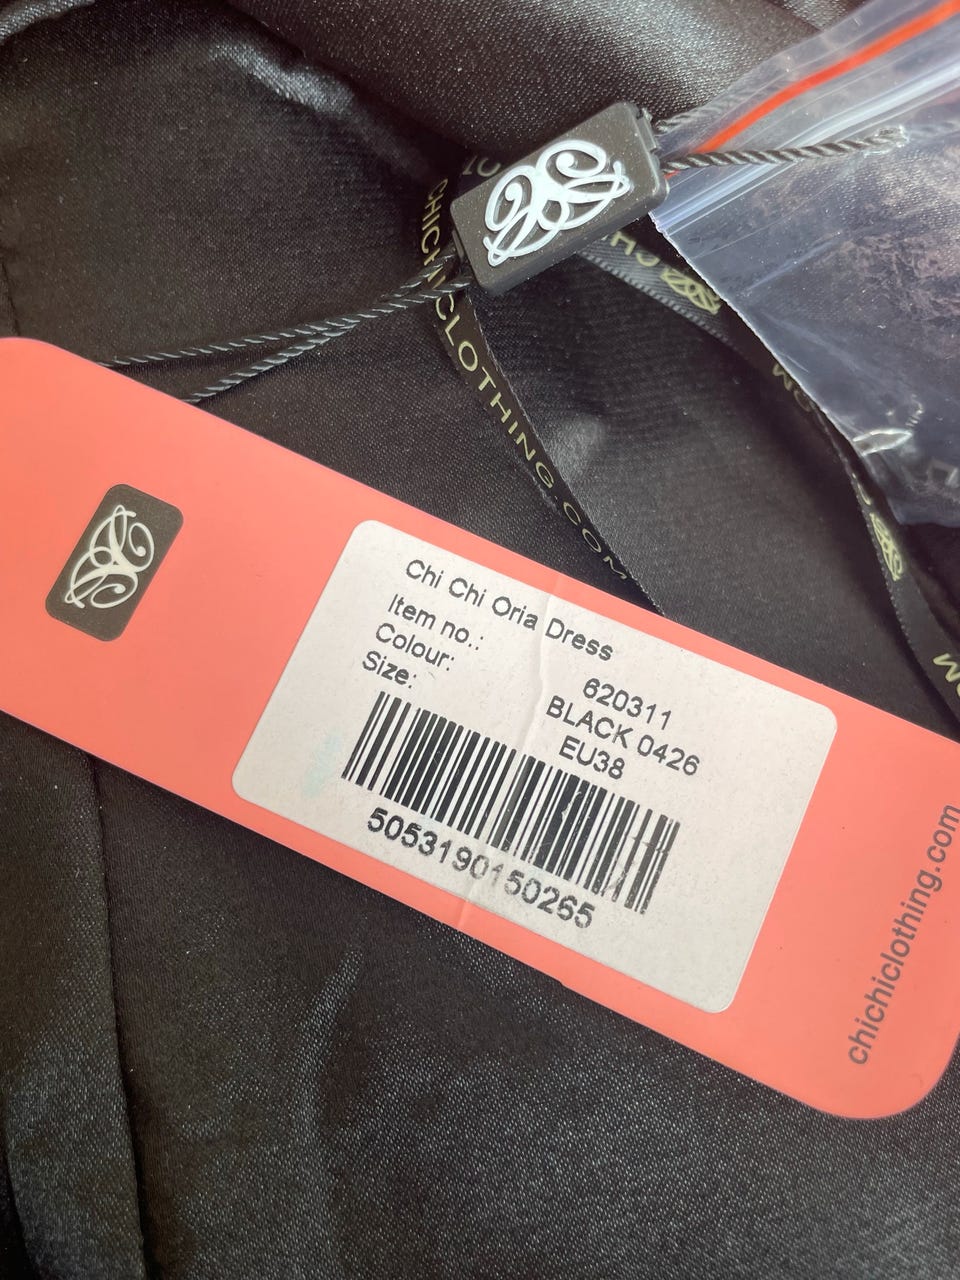 CHICHICLOTHING.COM
Chi Chi Oria Dress
Item no.: 620311
Colour: BLACK 0426
Size: EU38
5053190150265
chichiclothing.com